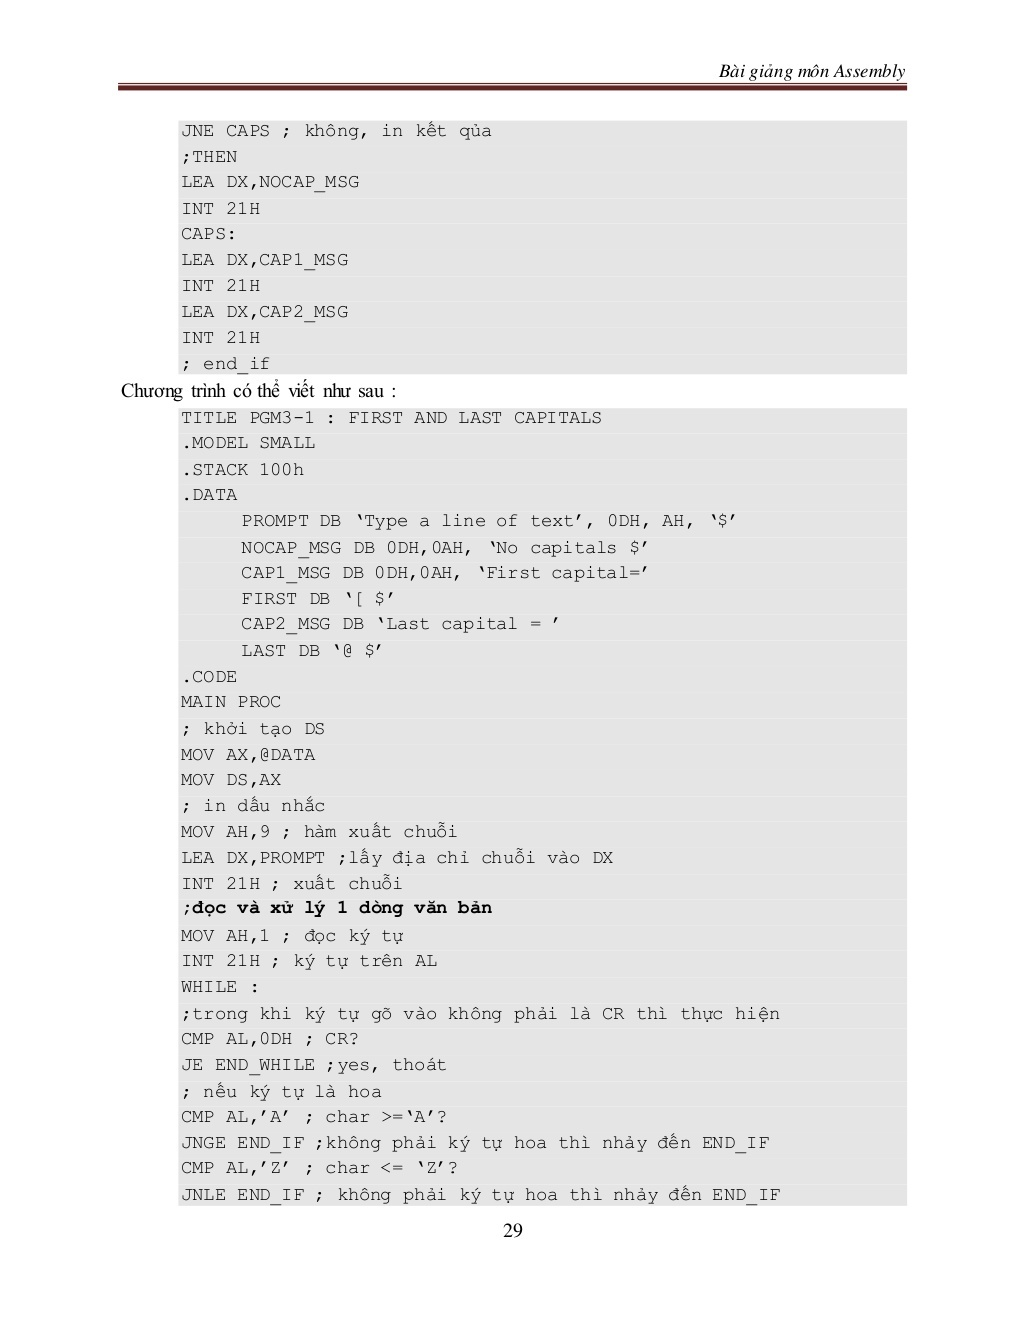 Bài giảng môn Assembly
JNE CAPS ; không, in kết qủa
;THEN
LEA DX,NOCAP_MSG
INT 21H
CAPS:
LEA DX,CAP1_MSG
INT 21H
LEA DX,CAP2_MSG
INT 21H
; end_if
Chương trình có thể viết như sau :
TITLE PGM3-1 : FIRST AND LAST CAPITALS
.MODEL SMALL
.STACK 100h
.DATA
PROMPT DB ‘Type a line of text’, 0DH, AH, ‘$’
NOCAP_MSG DB 0DH,0AH, ‘No capitals $’
CAP1_MSG DB 0DH,0AH, ‘First capital=’
FIRST DB ‘[ $’
CAP2_MSG DB ‘Last capital = ’
LAST DB ‘@ $’
.CODE
MAIN PROC
; khởi tạo DS
MOV AX,@DATA
MOV DS,AX
; in dấu nhắc
MOV AH,9 ; hàm xuất chuỗi
LEA DX,PROMPT ;lấy địa chỉ chuỗi vào DX
INT 21H ; xuất chuỗi
;đọc và xử lý 1 dòng văn bản
MOV AH,1 ; đọc ký tự
INT 21H ; ký tự trên AL
WHILE :
;trong khi ký tự gõ vào không phải là CR thì thực hiện
CMP AL,0DH ; CR?
JE END_WHILE ;yes, thoát
; nếu ký tự là hoa
CMP AL,’A’ ; char >=‘A’?
JNGE END_IF ;không phải ký tự hoa thì nhảy đến END_IF
CMP AL,’Z’ ; char <= ‘Z’?
JNLE END_IF ; không phải ký tự hoa thì nhảy đến END_IF
29